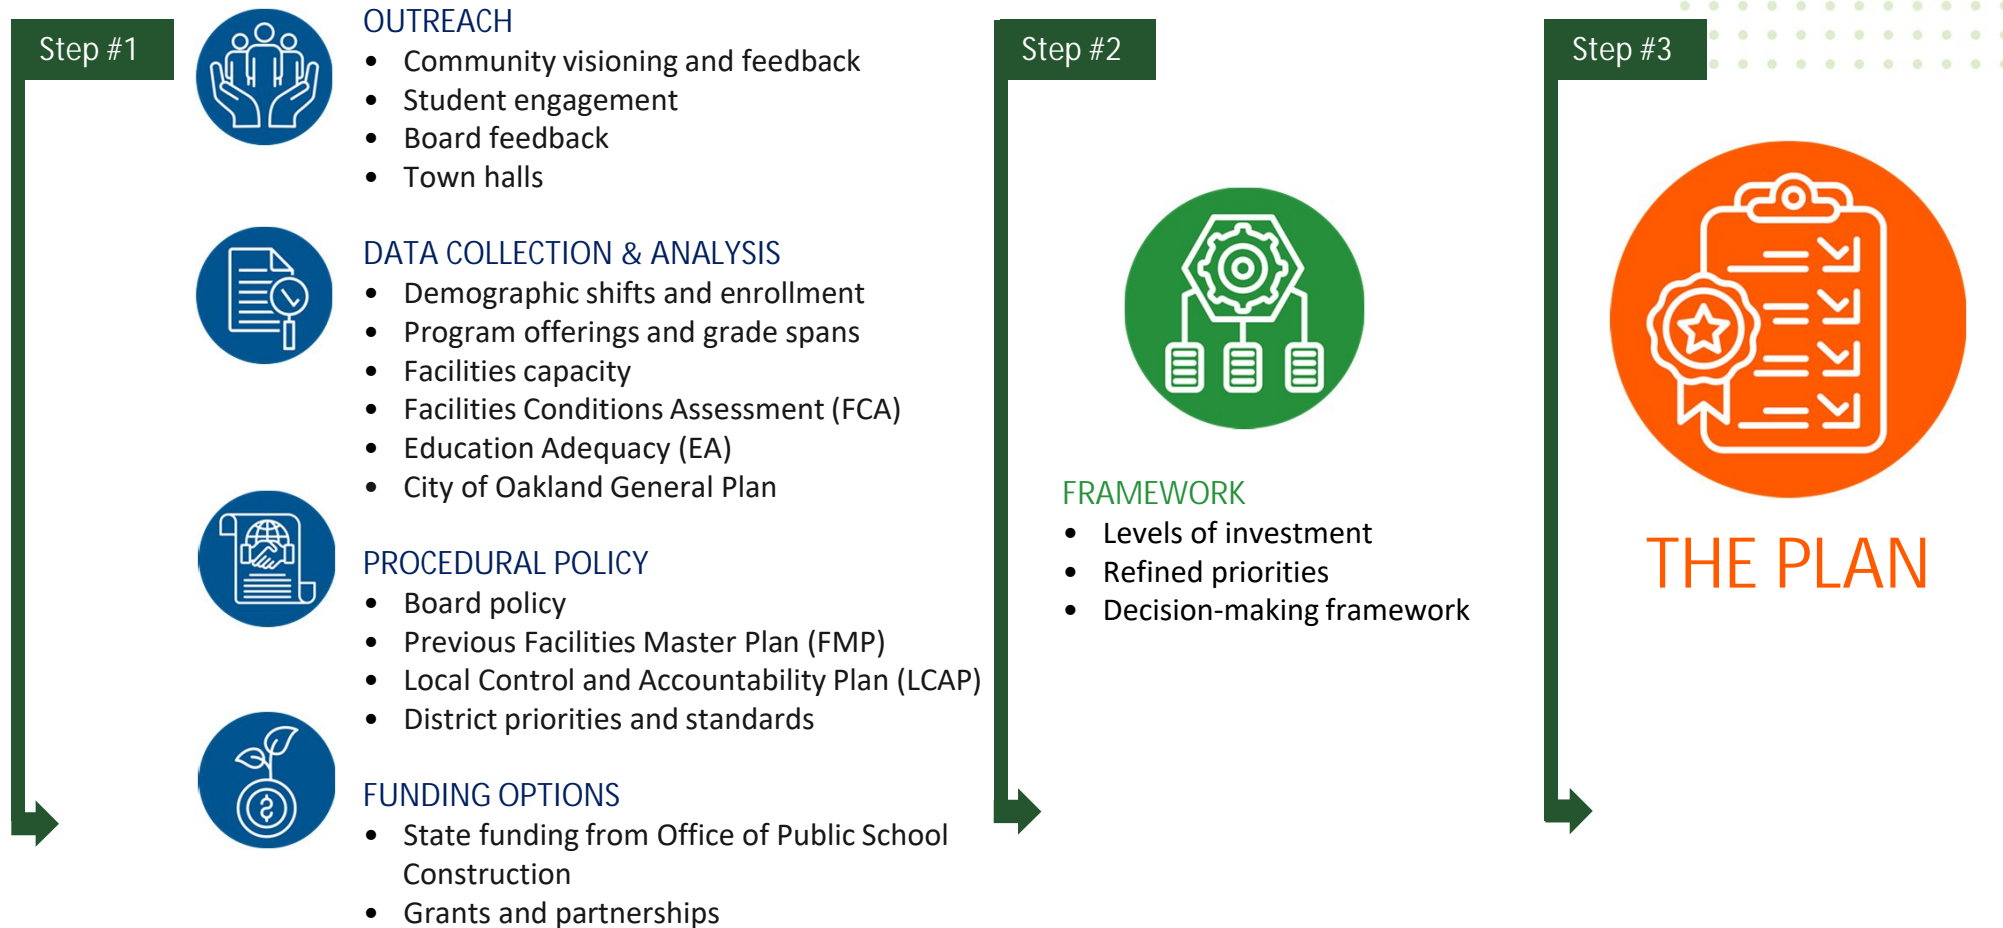 Step #1
OUTREACH
• Community visioning and feedback
• Student engagement
• Board feedback
• Town halls
DATA COLLECTION & ANALYSIS
• Demographic shifts and enrollment
• Program offerings and grade spans
• Facilities capacity
• Facilities Conditions Assessment (FCA)
• Education Adequacy (EA)
• City of Oakland General Plan
PROCEDURAL POLICY
• Board policy
• Previous Facilities Master Plan (FMP)
• Local Control and Accountability Plan (LCAP)
• District priorities and standards
FUNDING OPTIONS
• State funding from Office of Public School
Construction
• Grants and partnerships
Step #2
FRAMEWORK
• Levels of investment
• Refined priorities
• Decision-making framework
Step #3
THE PLAN